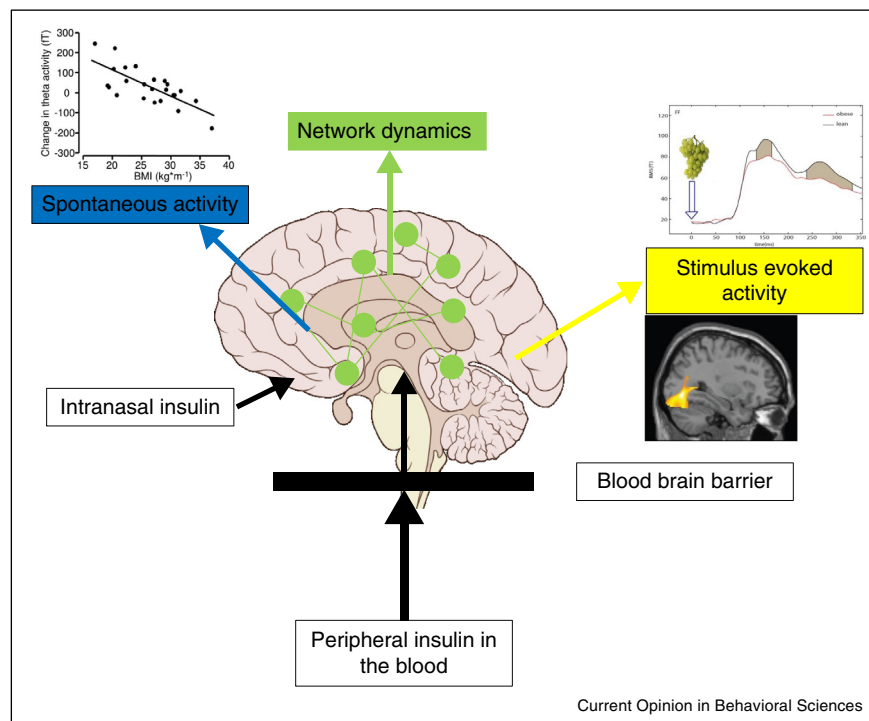 Change in theta activity (fT)
300
200
100
0
-100
-200
-300
15
20
25
30
35
40
BMI (kg*m-1)
Network dynamics
Spontaneous activity
FF
obese
lean
RMS(fT)
120
100
80
60
40
20
0
50
100
150
200
250
300
350
time(ms)
Stimulus evoked
activity
Intranasal insulin
Blood brain barrier
Peripheral insulin in
the blood
Current Opinion in Behavioral Sciences